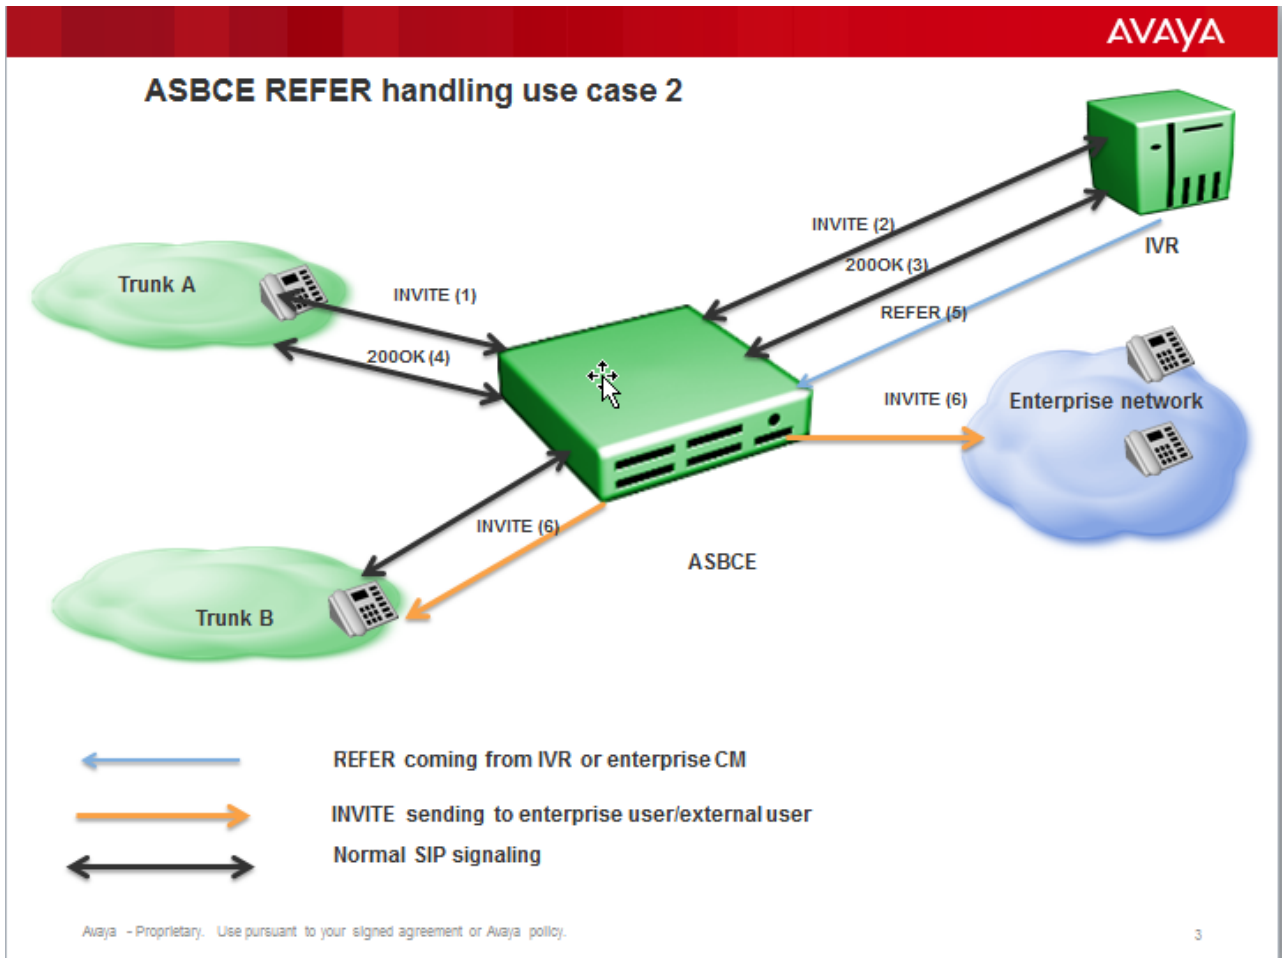 AVAYA
ASBCE REFER handling use case 2
INVITE (2)
IVR
200OK (3)
Trunk A
INVITE (1)
REFER (5)
200OK (4)
INVITE (6)
Enterprise network
INVITE (6)
ASBCE
Trunk B
REFER coming from IVR or enterprise CM
INVITE sending to enterprise user/external user
Normal SIP signaling
Avaya - Proprietary. Use pursuant to your signed agreement or Avaya policy.
3